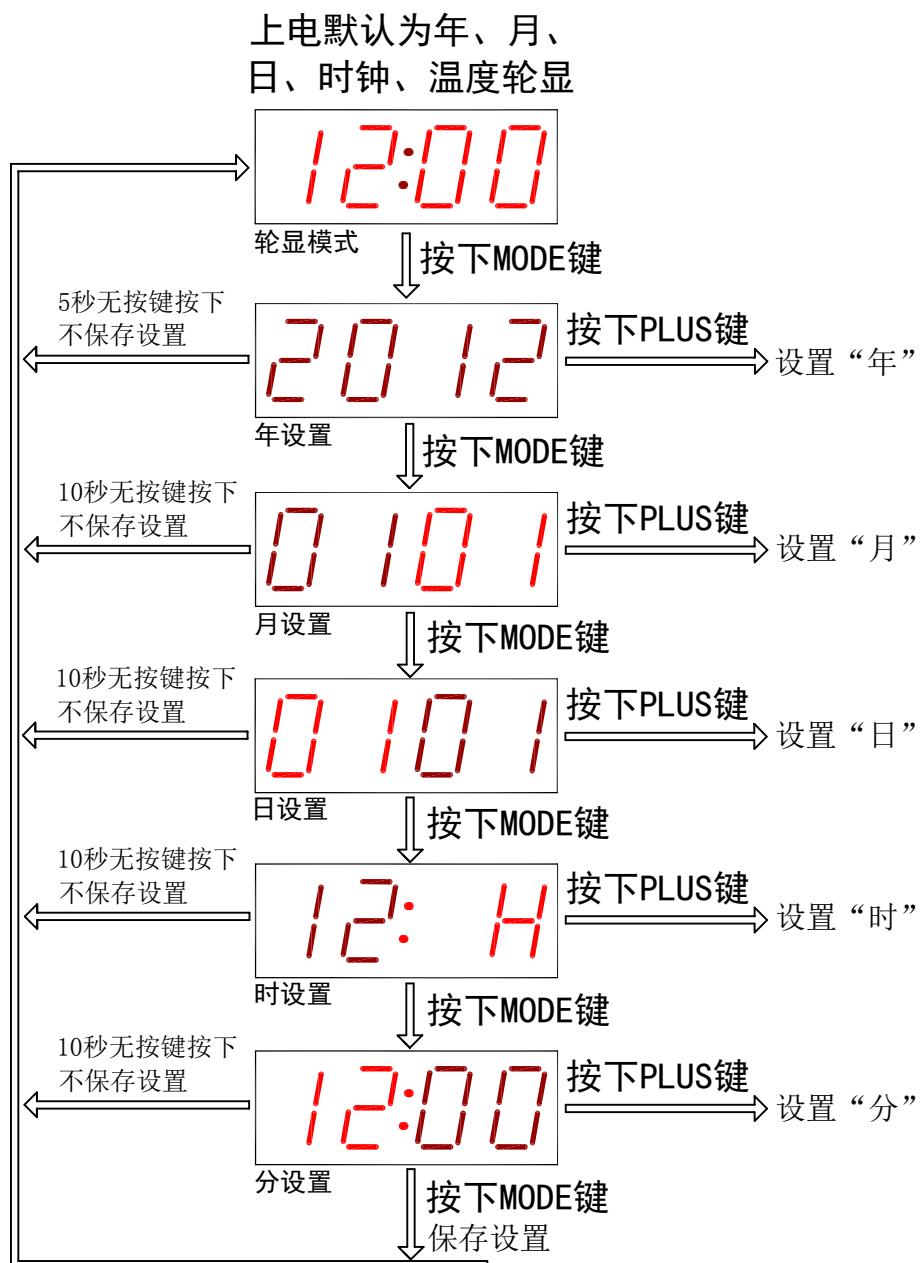 上电默认为年、月、
日、时钟、温度轮显
12:00
轮显模式
按下MODE键
5秒无按键按下
不保存设置
2012
按下PLUS键
设置“年”
年设置
按下MODE键
10秒无按键按下
不保存设置
0101
按下PLUS键
设置“月”
月设置
按下MODE键
10秒无按键按下
不保存设置
0101
按下PLUS键
设置“日”
日设置
按下MODE键
10秒无按键按下
不保存设置
12: H
按下PLUS键
设置“时”
时设置
按下MODE键
10秒无按键按下
不保存设置
12:00
按下PLUS键
设置“分”
分设置
按下MODE键
保存设置